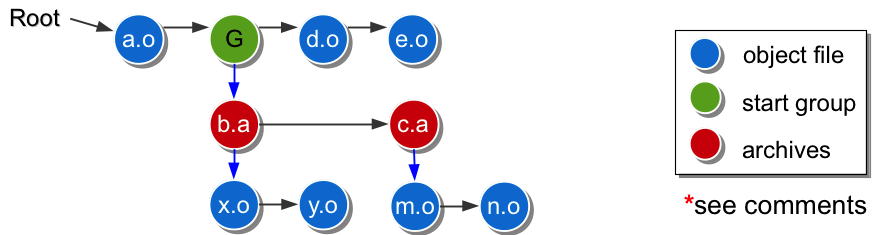 Root
a.o
G
d.o
e.o
b.a
c.a
x.o
y.o
m.o
n.o
object file
start group
archives
*see comments